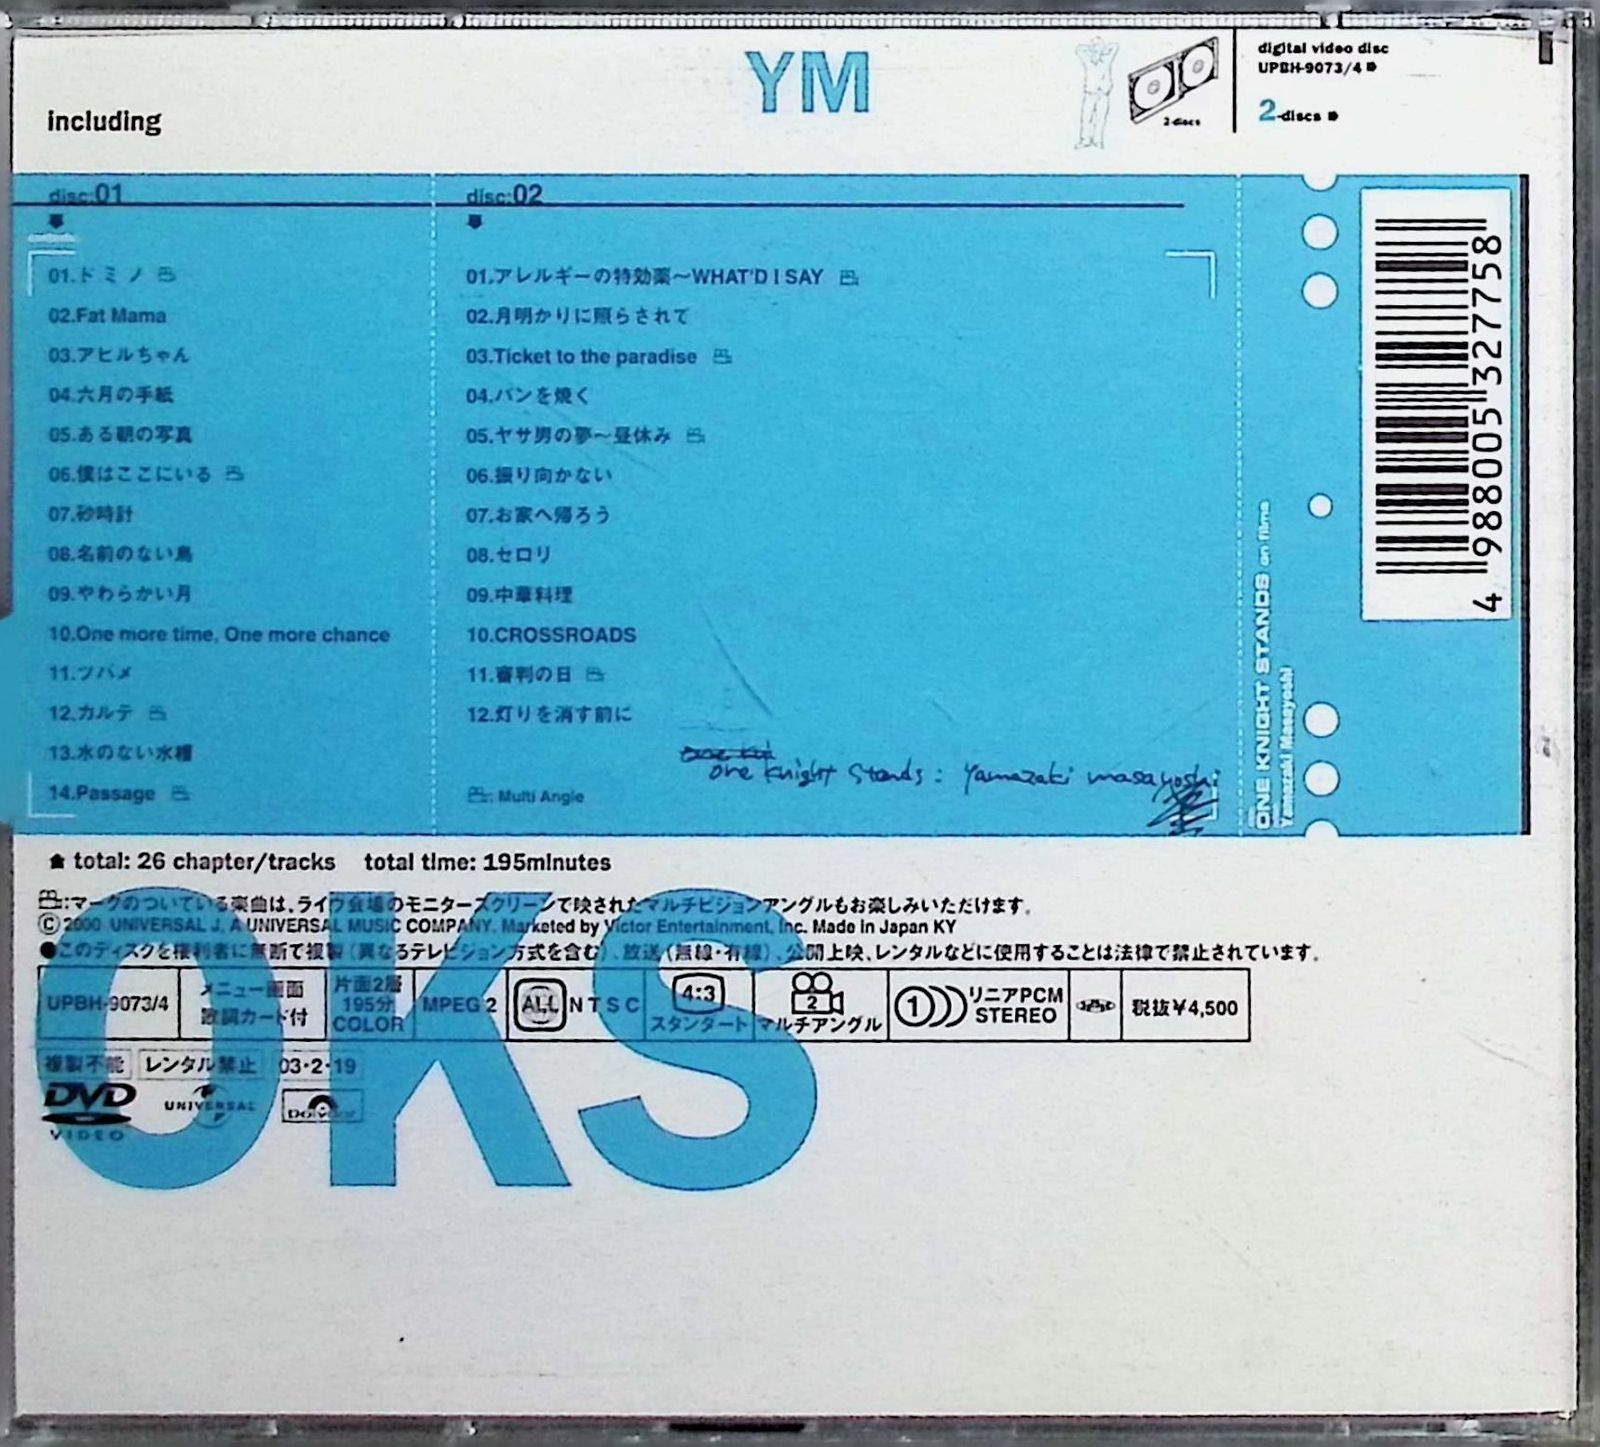 YM
including
2-discs
digital video disc
UPBH-9073/4
2-discs
disc:01
contents
01.ドミノ
02.Fat Mama
03.アヒルちゃん
04.六月の手紙
05.ある朝の写真
06.僕はここにいる
07.砂時計
08.名前のない鳥
09.やわらかい月
10.One more time, One more chance
11.ツバメ
12.カルテ
13.水のない水槽
14.Passage
disc:02
01.アレルギーの特効薬〜WHAT'D I SAY
02.月明かりに照らされて
03.Ticket to the paradise
04.パンを焼く
05.ヤサ男の夢〜昼休み
06.振り向かない
07.お家へ帰ろう
08.セロリ
09.中華料理
10.CROSSROADS
11.審判の日
12.灯りを消す前に
: Multi Angle
one knight stands: Yamazaki masayoshi
ONE KNIGHT STANDS on films
Yamazaki Masayoshi
4 988005 327758
total: 26 chapter/tracks total time: 195minutes
:マークのついている楽曲は、ライヴ会場のモニタースクリーンで映されたマルチビジョンアングルもお楽しみいただけます。
Ⓒ 2000 UNIVERSAL J, A UNIVERSAL MUSIC COMPANY. Marketed by Victor Entertainment, Inc. Made in Japan KY
●このディスクを権利者に無断で複製(異なるテレビジョン方式を含む)、放送(無線・有線)、公開上映、レンタルなどに使用することは法律で禁止されています。
UPBH-9073/4
メニュー画面
歌詞カード付
片面2層
195分
COLOR
MPEG 2
ALL NTSC
4:3
スタンダード
2
マルチアングル
1
リニアPCM
STEREO
税抜¥4,500
複製不能 レンタル禁止 03・2・19
DVD
VIDEO
UNIVERSAL
Polydor
OKS